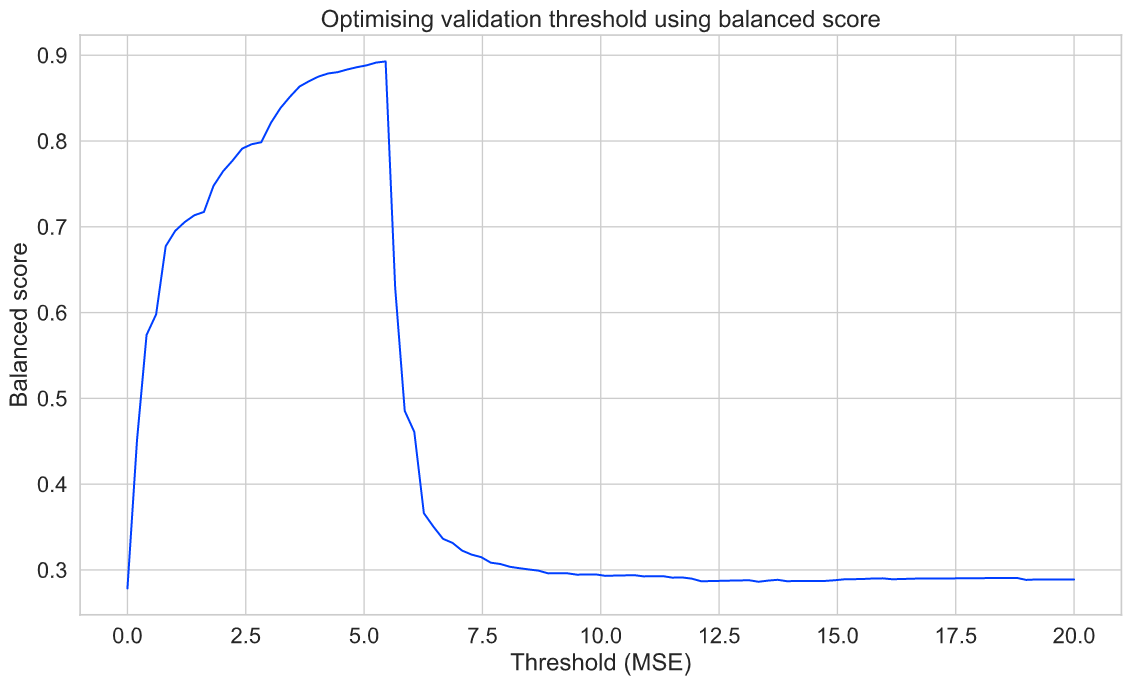 Optimising validation threshold using balanced score
0.9
0.8
0.7
0.6
0.5
0.4
0.3
Balanced score
0.0 2.5 5.0 7.5 10.0 12.5 15.0 17.5 20.0
Threshold (MSE)